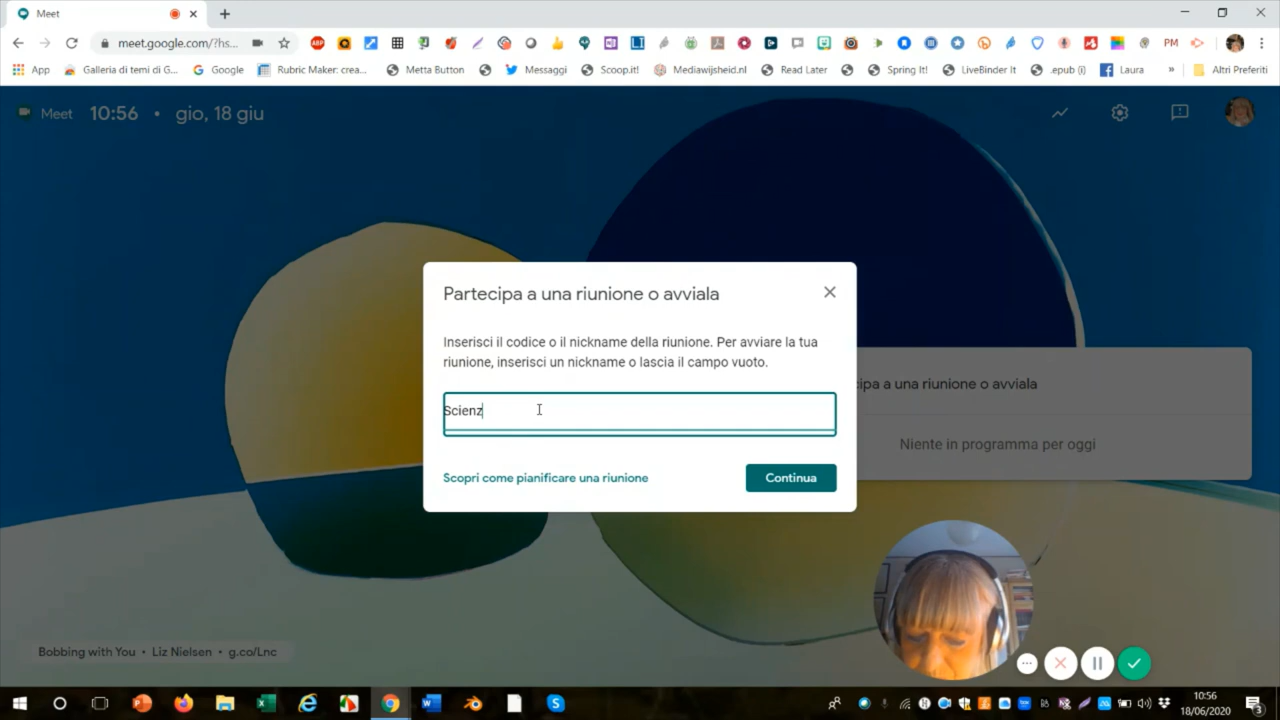 Meet
meet.google.com/?hs...
PM
App
Galleria di temi di G...
Google
Rubric Maker: crea...
Metta Button
Messaggi
Scoop.it!
Mediawijsheid.nl
Read Later
Spring It!
LiveBinder It
.epub (i)
Laura
»
Altri Preferiti
Meet 10:56 • gio, 18 giu
Partecipa a una riunione o avviala
Inserisci il codice o il nickname della riunione. Per avviare la tua
riunione, inserisci un nickname o lascia il campo vuoto.
Scienz
Scopri come pianificare una riunione
Continua
cipa a una riunione o avviala
Niente in programma per oggi
Bobbing with You • Liz Nielsen • g.co/Lnc
10:56
18/06/2020
3